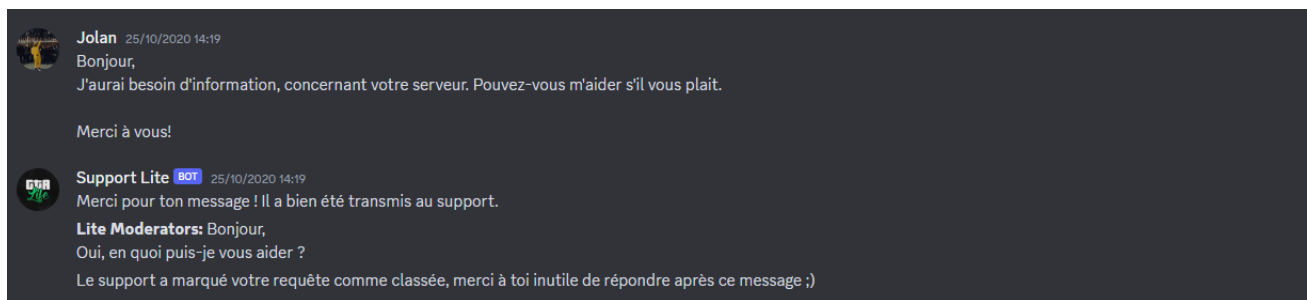 Jolan 25/10/2020 14:19
Bonjour,
J'aurai besoin d'information, concernant votre serveur. Pouvez-vous m'aider s'il vous plait.
Merci à vous!
GTA
Life
Support Lite BOT 25/10/2020 14:19
Merci pour ton message ! Il a bien été transmis au support.
Lite Moderators: Bonjour,
Oui, en quoi puis-je vous aider ?
Le support a marqué votre requête comme classée, merci à toi inutile de répondre après ce message ;)